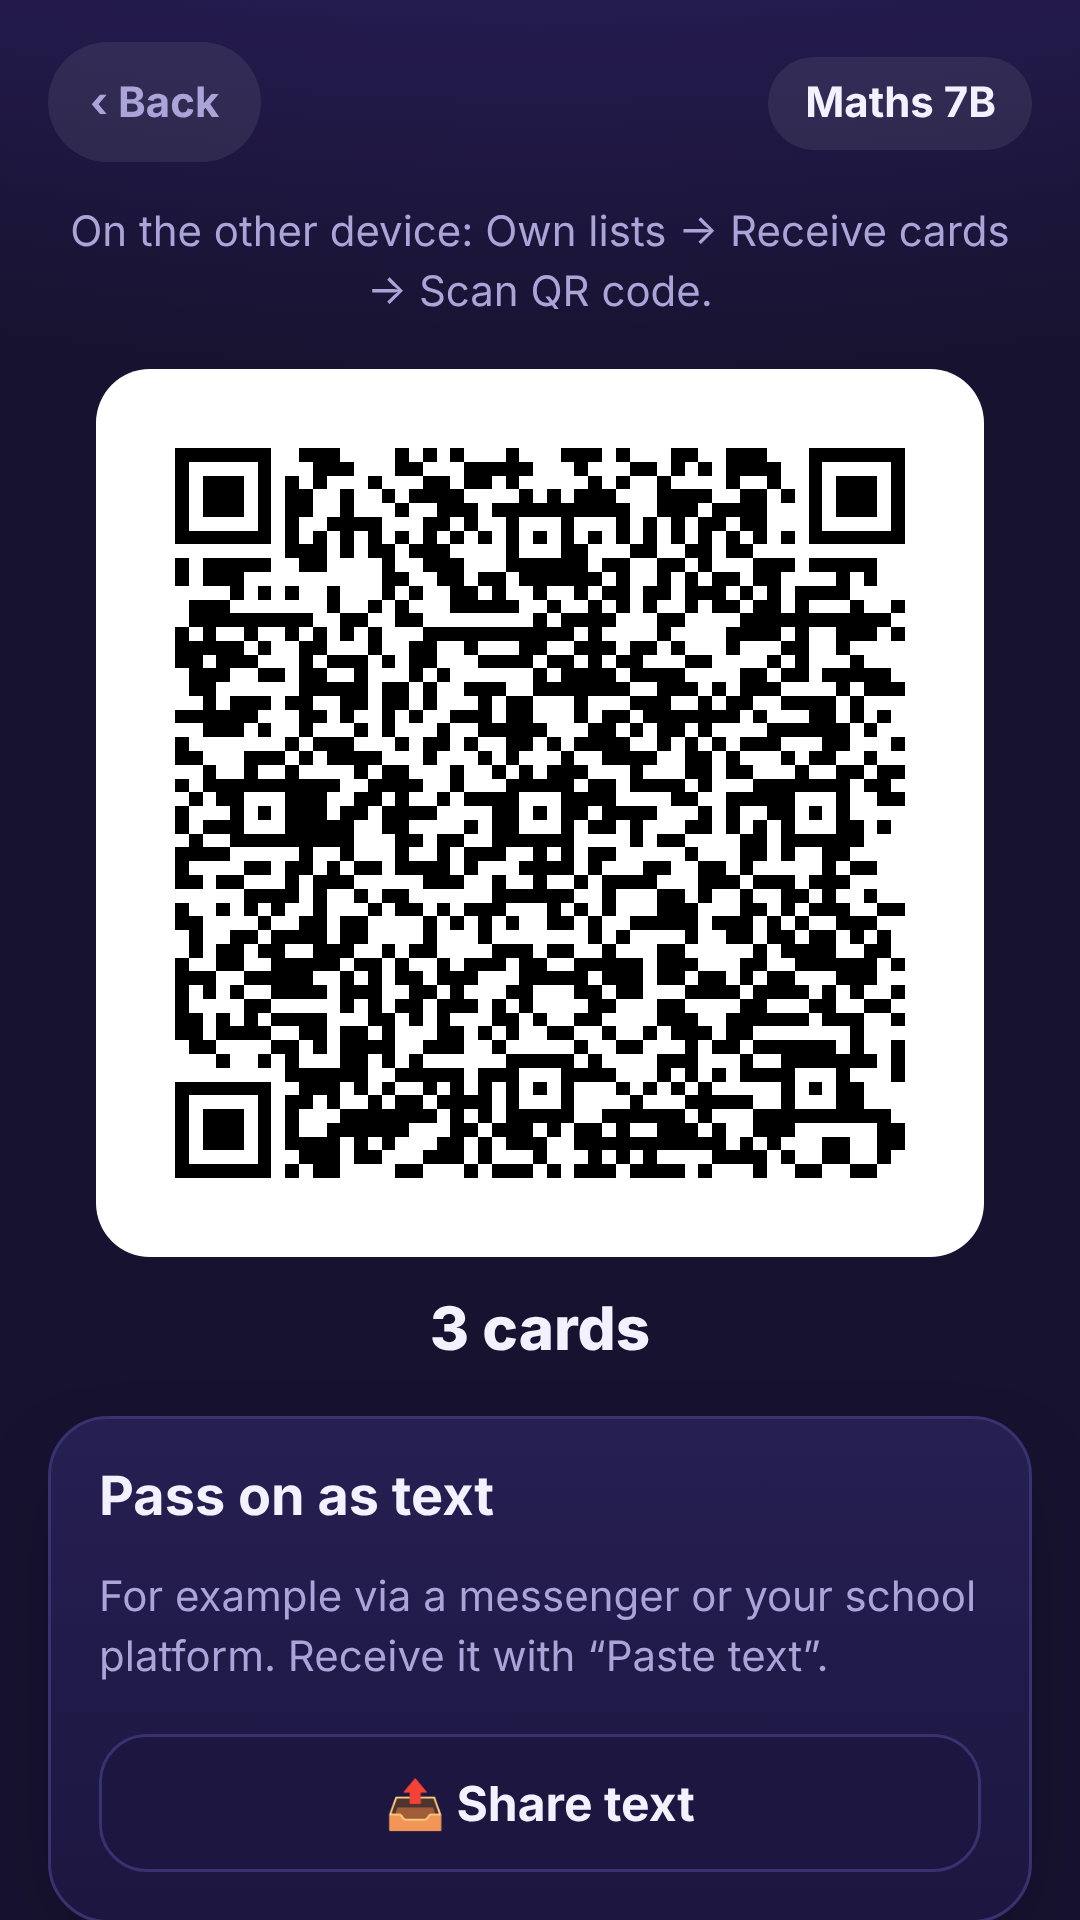 ‹ Back
Maths 7B
On the other device: Own lists → Receive cards
→ Scan QR code.
3 cards
Pass on as text
For example via a messenger or your school
platform. Receive it with “Paste text”.
📤 Share text